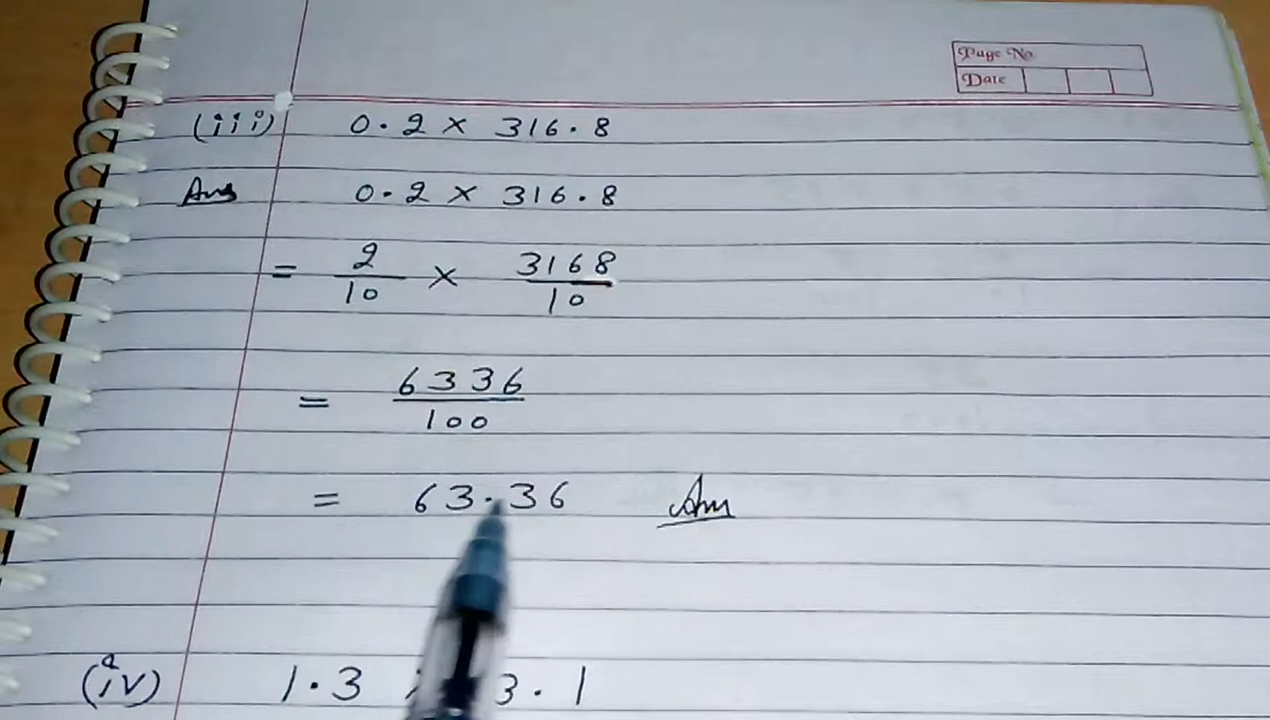 Page No.
Date
(iii) 0.2 × 316.8
Ans 0.2 × 316.8
= 2/10 × 3168/10
= 6336/100
= 63.36 Ans
(iv) 1.3 3.1